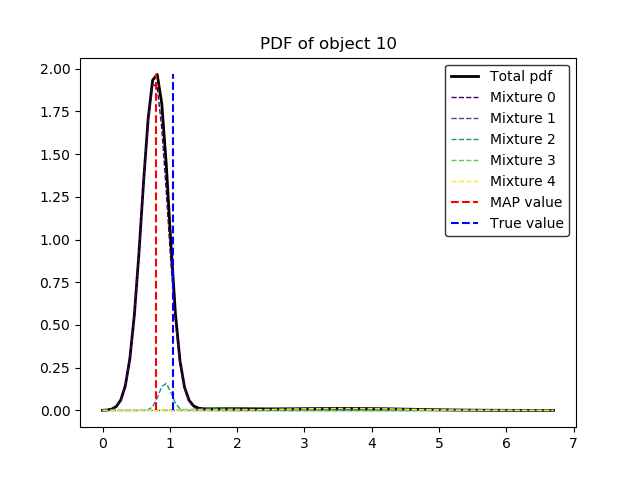 PDF of object 10
2.00
1.75
1.50
1.25
1.00
0.75
0.50
0.25
0.00
0 1 2 3 4 5 6 7
Total pdf
Mixture 0
Mixture 1
Mixture 2
Mixture 3
Mixture 4
MAP value
True value